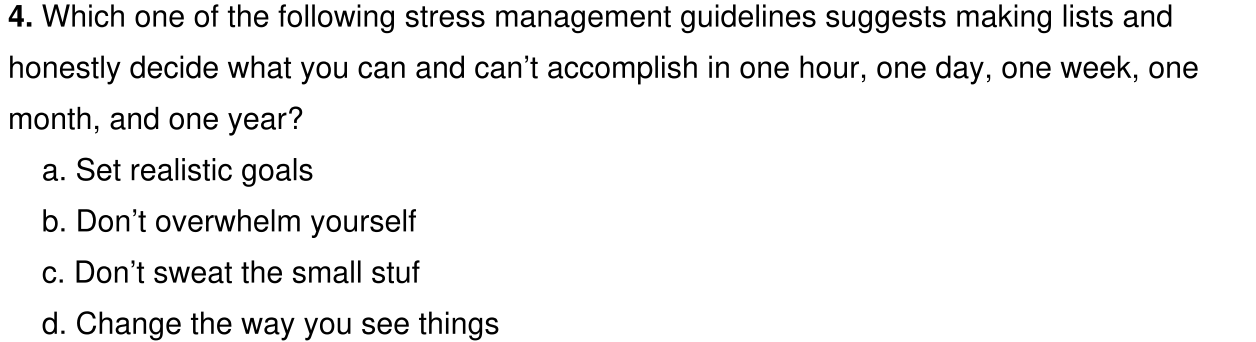 4. Which one of the following stress management guidelines suggests making lists and
honestly decide what you can and can’t accomplish in one hour, one day, one week, one
month, and one year?
a. Set realistic goals
b. Don’t overwhelm yourself
c. Don’t sweat the small stuf
d. Change the way you see things